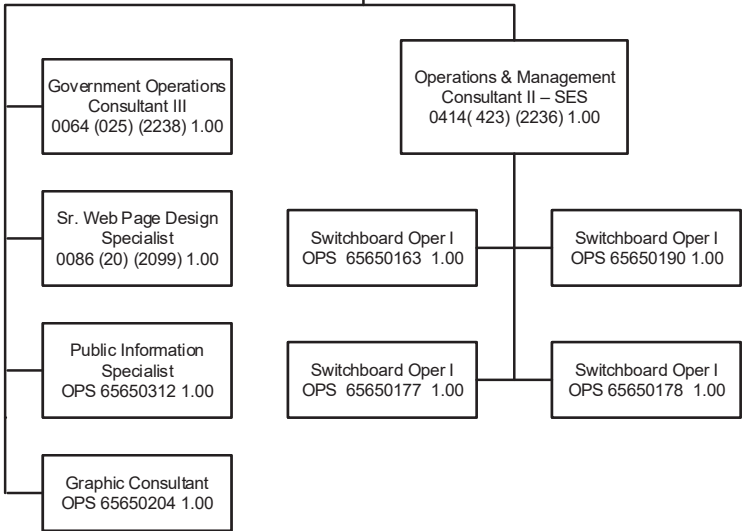 Government Operations
Consultant III
0064 (025) (2238) 1.00
Operations & Management
Consultant II – SES
0414( 423) (2236) 1.00
Sr. Web Page Design
Specialist
0086 (20) (2099) 1.00
Switchboard Oper I
OPS 65650163 1.00
Switchboard Oper I
OPS 65650190 1.00
Public Information
Specialist
OPS 65650312 1.00
Switchboard Oper I
OPS 65650177 1.00
Switchboard Oper I
OPS 65650178 1.00
Graphic Consultant
OPS 65650204 1.00